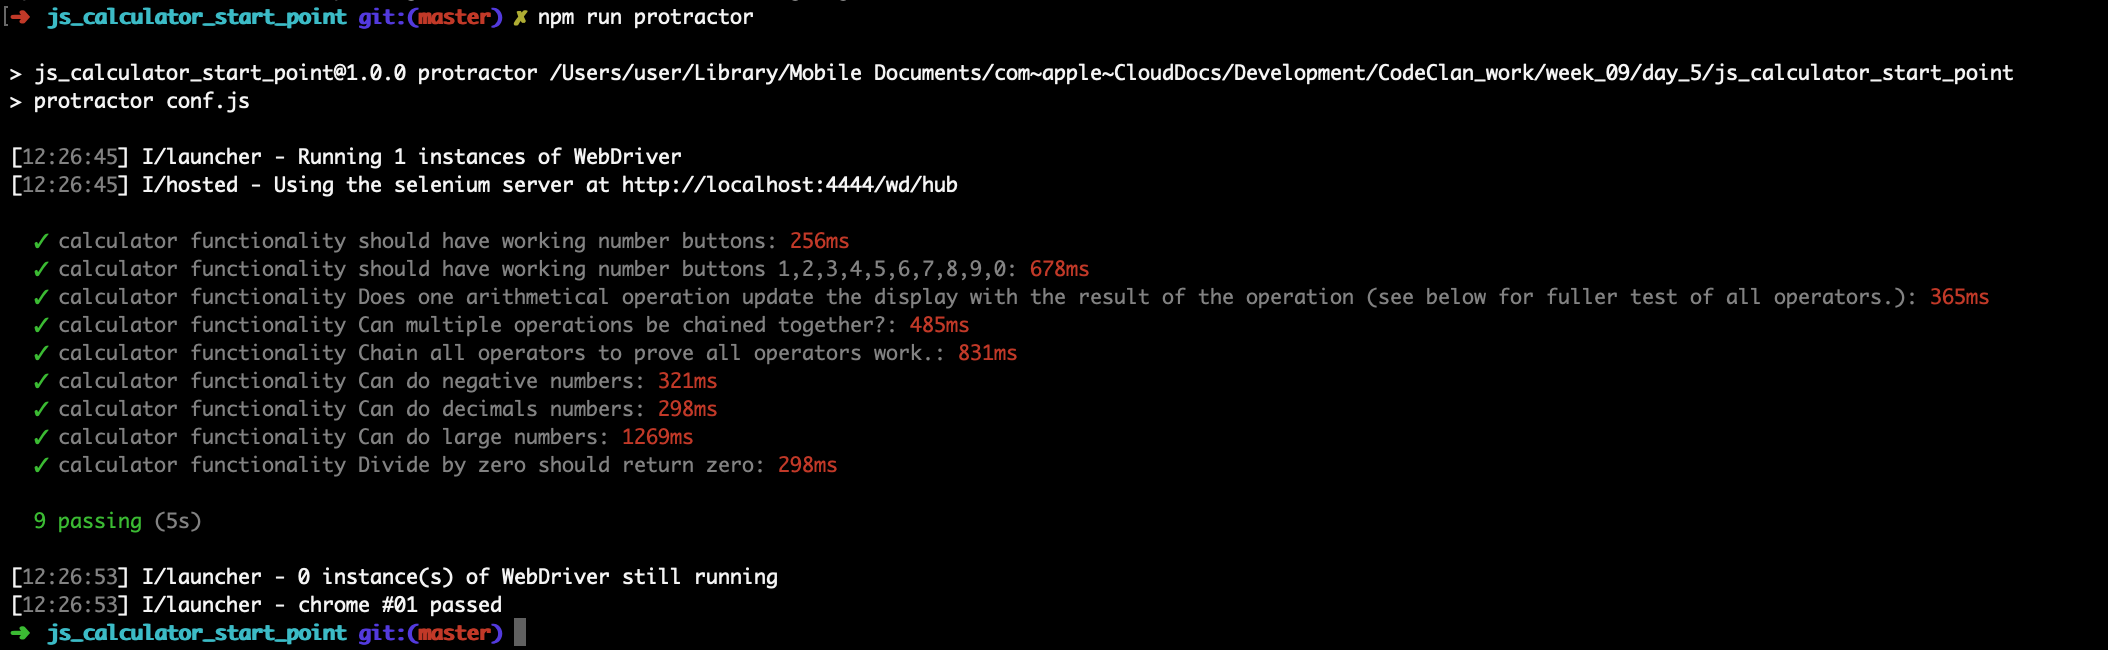 [➜ js_calculator_start_point git:(master) ✗ npm run protractor
> js_calculator_start_point@1.0.0 protractor /Users/user/Library/Mobile Documents/com~apple~CloudDocs/Development/CodeClan_work/week_09/day_5/js_calculator_start_point
> protractor conf.js
[12:26:45] I/launcher - Running 1 instances of WebDriver
[12:26:45] I/hosted - Using the selenium server at http://localhost:4444/wd/hub
✓ calculator functionality should have working number buttons: 256ms
✓ calculator functionality should have working number buttons 1,2,3,4,5,6,7,8,9,0: 678ms
✓ calculator functionality Does one arithmetical operation update the display with the result of the operation (see below for fuller test of all operators.): 365ms
✓ calculator functionality Can multiple operations be chained together?: 485ms
✓ calculator functionality Chain all operators to prove all operators work.: 831ms
✓ calculator functionality Can do negative numbers: 321ms
✓ calculator functionality Can do decimals numbers: 298ms
✓ calculator functionality Can do large numbers: 1269ms
✓ calculator functionality Divide by zero should return zero: 298ms
9 passing (5s)
[12:26:53] I/launcher - 0 instance(s) of WebDriver still running
[12:26:53] I/launcher - chrome #01 passed
➜ js_calculator_start_point git:(master)